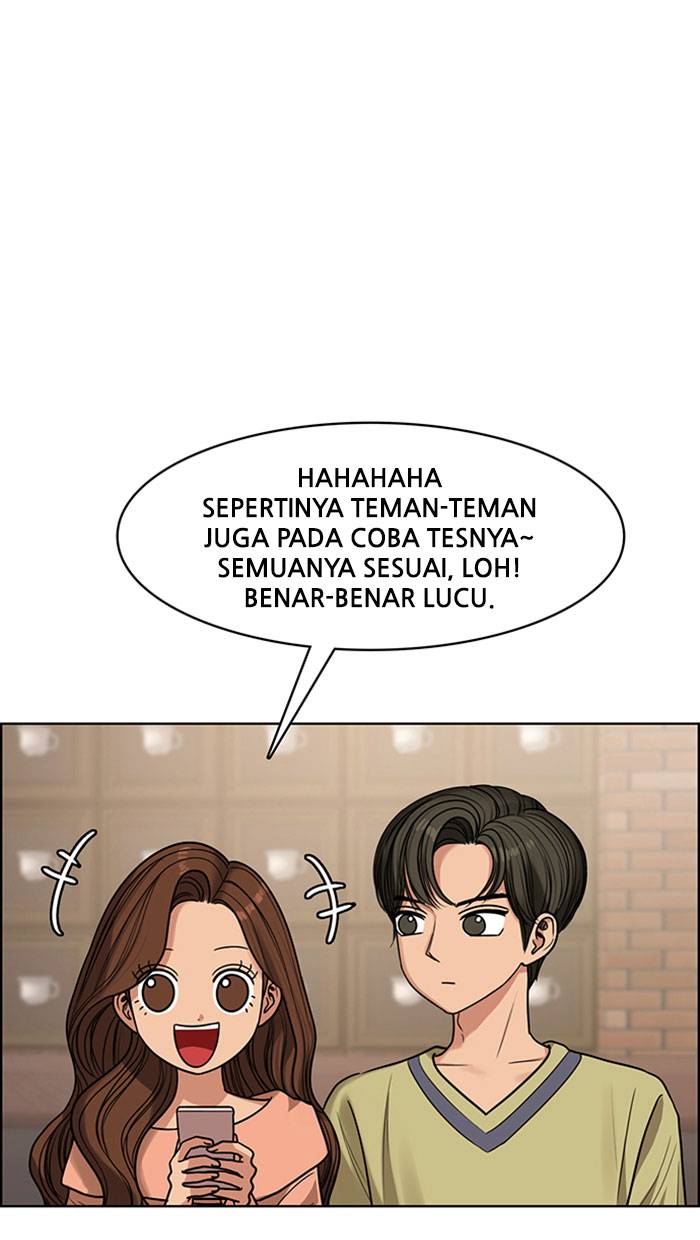 HAHAHAHA
SEPERTINYA TEMAN-TEMAN
JUGA PADA COBA TESNYA~
SEMUANYA SESUAI, LOH!
BENAR-BENAR LUCU.